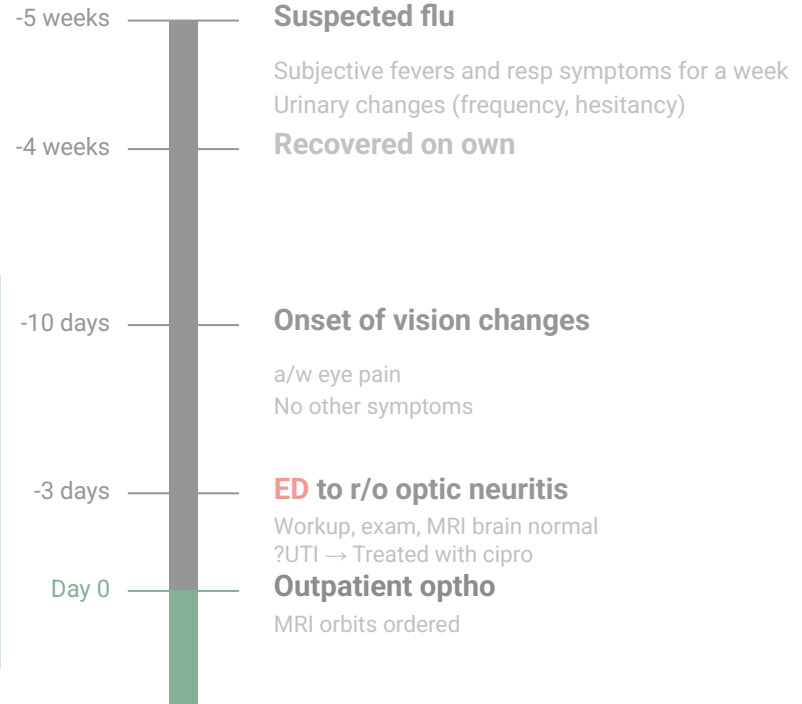 -5 weeks Suspected flu
Subjective fevers and resp symptoms for a week
Urinary changes (frequency, hesitancy)
-4 weeks Recovered on own
-10 days Onset of vision changes
a/w eye pain
No other symptoms
-3 days ED to r/o optic neuritis
Workup, exam, MRI brain normal
?UTI → Treated with cipro
Day 0 Outpatient optho
MRI orbits ordered